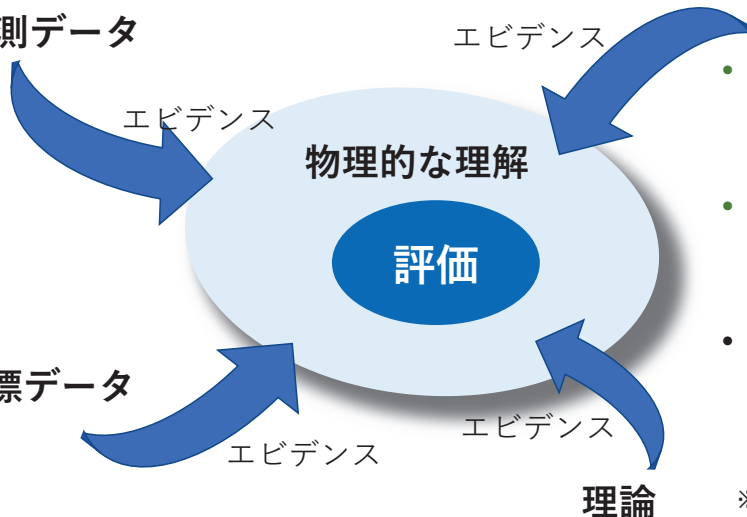 測データ
エビデンス
エビデンス
物理的な理解
評価
標データ
エビデンス
エビデンス
理論
※